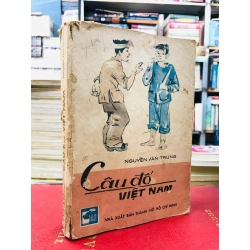 NGUYỄN VĂN TRUNG
Câu đố
VIỆT NAM
NHÀ XUẤT BẢN THÀNH PHỐ HỒ CHÍ MINH